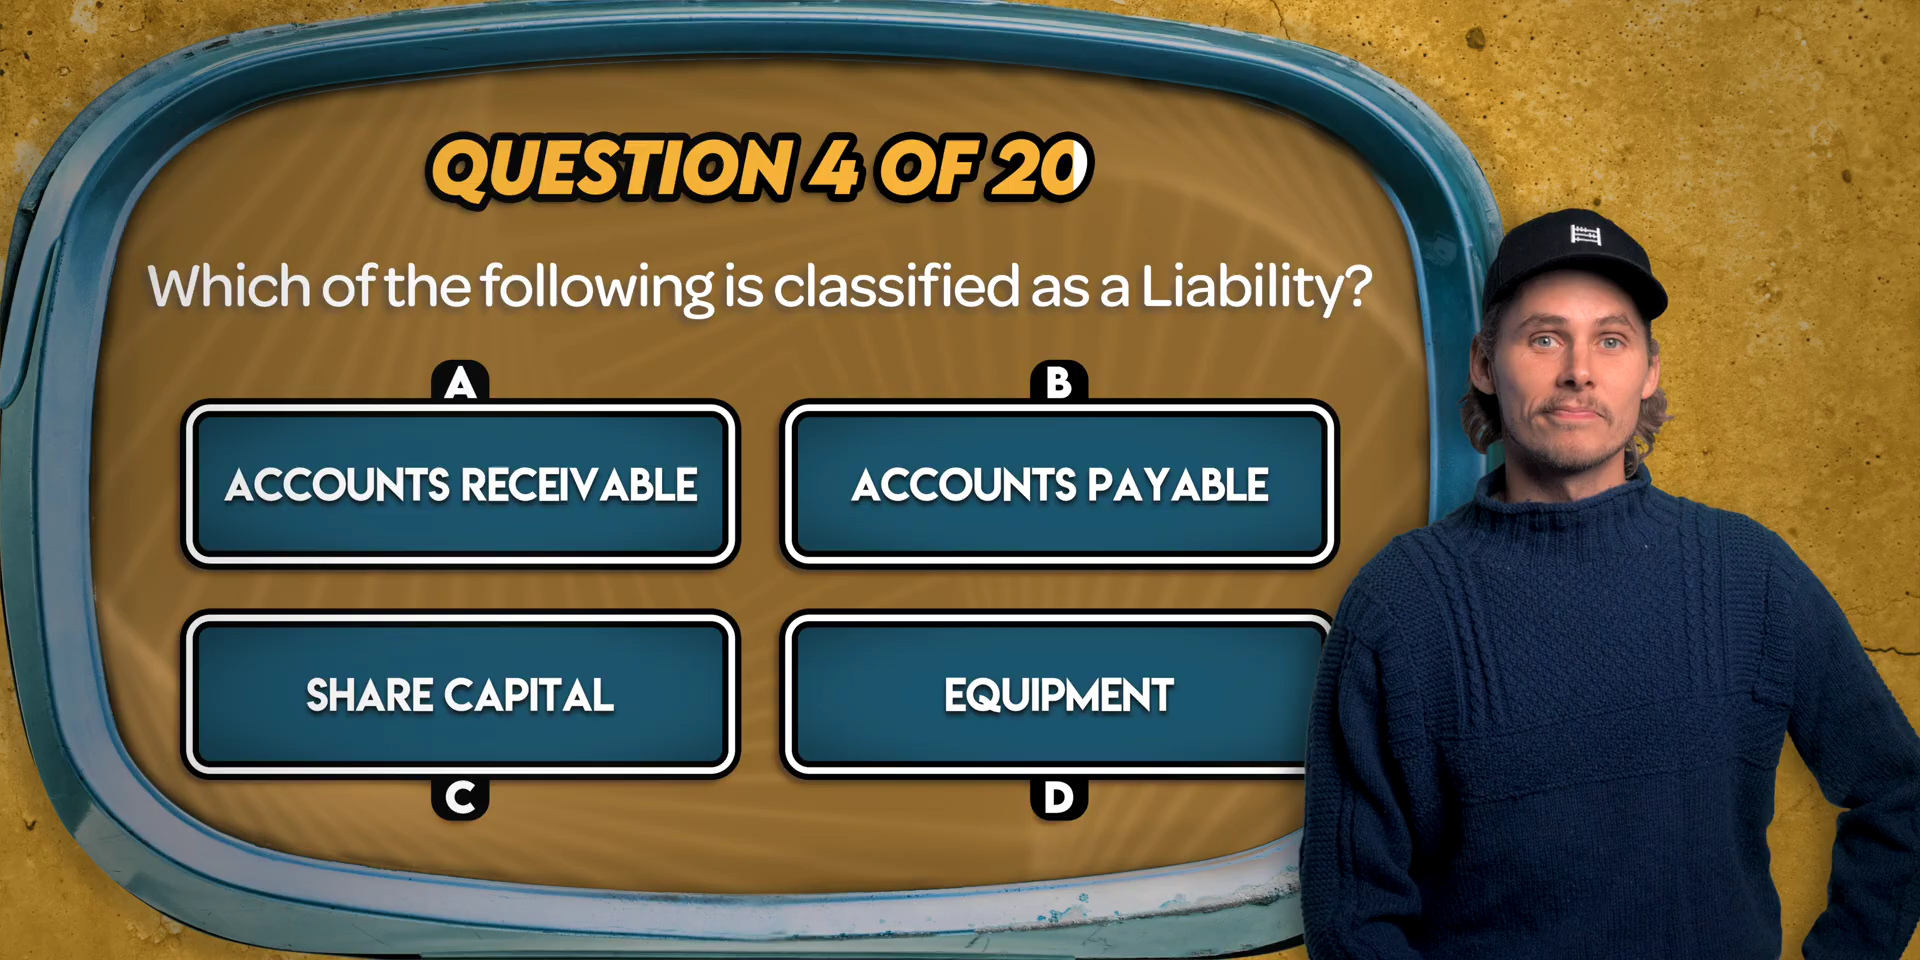 QUESTION 4 OF 20
Which of the following is classified as a Liability?
A
ACCOUNTS RECEIVABLE
B
ACCOUNTS PAYABLE
SHARE CAPITAL
C
EQUIPMENT
D